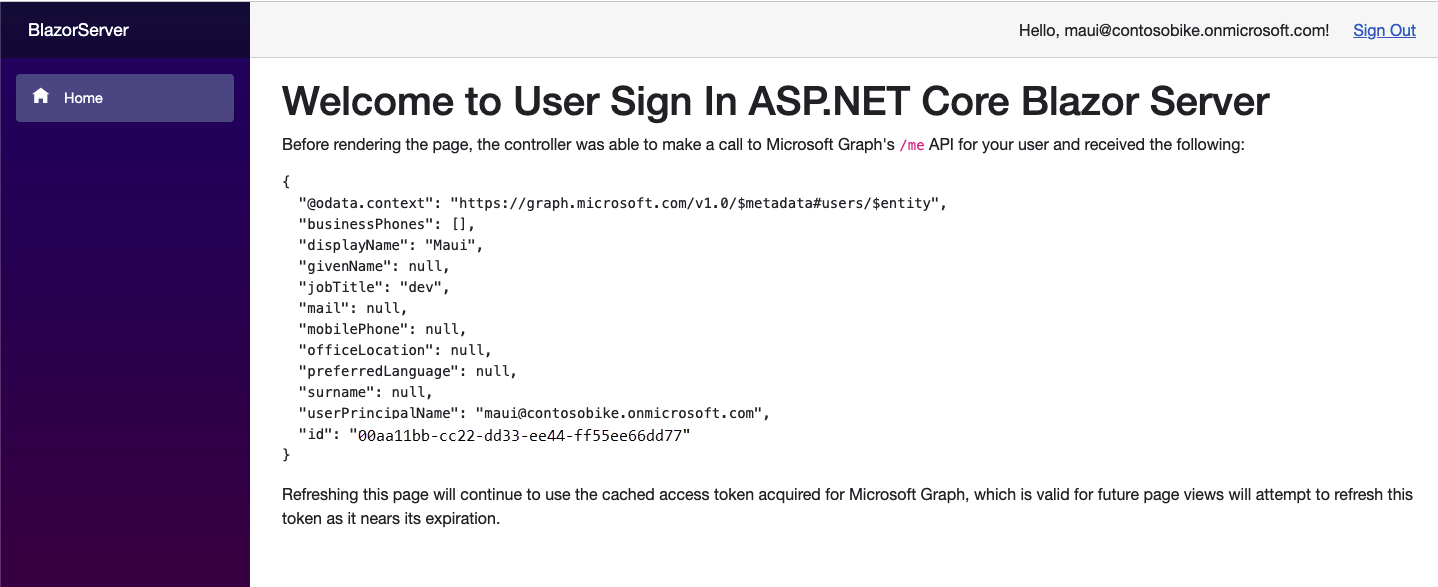 BlazorServer
Hello, maui@contosobike.onmicrosoft.com!
Sign Out
Home
Welcome to User Sign In ASP.NET Core Blazor Server
Before rendering the page, the controller was able to make a call to Microsoft Graph's /me API for your user and received the following:
{
  "@odata.context": "https://graph.microsoft.com/v1.0/$metadata#users/$entity",
  "businessPhones": [],
  "displayName": "Maui",
  "givenName": null,
  "jobTitle": "dev",
  "mail": null,
  "mobilePhone": null,
  "officeLocation": null,
  "preferredLanguage": null,
  "surname": null,
  "userPrincipalName": "maui@contosobike.onmicrosoft.com",
  "id": "00aa11bb-cc22-dd33-ee44-ff55ee66dd77"
}
Refreshing this page will continue to use the cached access token acquired for Microsoft Graph, which is valid for future page views will attempt to refresh this
token as it nears its expiration.